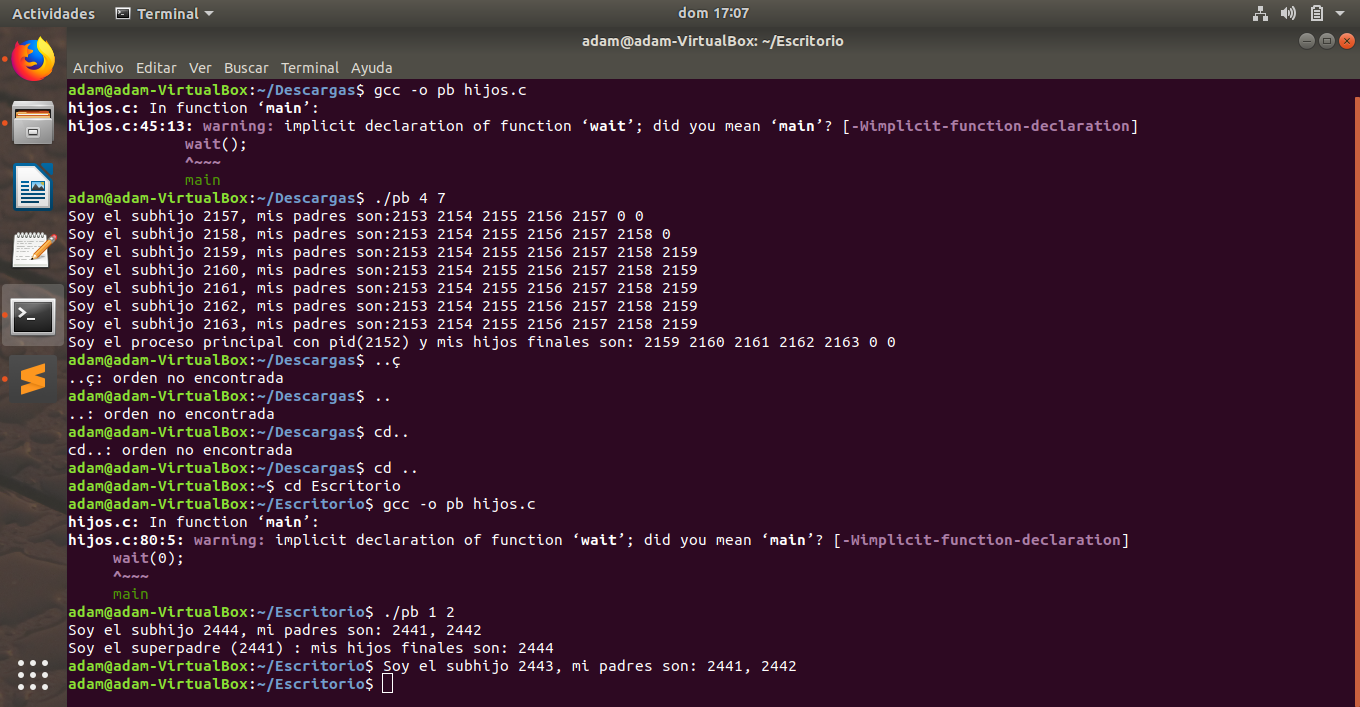 Actividades Terminal dom 17:07
adam@adam-VirtualBox: ~/Escritorio
Archivo Editar Ver Buscar Terminal Ayuda
adam@adam-VirtualBox:~/Descargas$ gcc -o pb hijos.c
hijos.c: In function ‘main’:
hijos.c:45:13: warning: implicit declaration of function ‘wait’; did you mean ‘main’? [-Wimplicit-function-declaration]
             wait();
             ^~~~
             main
adam@adam-VirtualBox:~/Descargas$ ./pb 4 7
Soy el subhijo 2157, mis padres son:2153 2154 2155 2156 2157 0 0
Soy el subhijo 2158, mis padres son:2153 2154 2155 2156 2157 2158 0
Soy el subhijo 2159, mis padres son:2153 2154 2155 2156 2157 2158 2159
Soy el subhijo 2160, mis padres son:2153 2154 2155 2156 2157 2158 2159
Soy el subhijo 2161, mis padres son:2153 2154 2155 2156 2157 2158 2159
Soy el subhijo 2162, mis padres son:2153 2154 2155 2156 2157 2158 2159
Soy el subhijo 2163, mis padres son:2153 2154 2155 2156 2157 2158 2159
Soy el proceso principal con pid(2152) y mis hijos finales son: 2159 2160 2161 2162 2163 0 0
adam@adam-VirtualBox:~/Descargas$ ..ç
..ç: orden no encontrada
adam@adam-VirtualBox:~/Descargas$ ..
..: orden no encontrada
adam@adam-VirtualBox:~/Descargas$ cd..
cd..: orden no encontrada
adam@adam-VirtualBox:~/Descargas$ cd ..
adam@adam-VirtualBox:~$ cd Escritorio
adam@adam-VirtualBox:~/Escritorio$ gcc -o pb hijos.c
hijos.c: In function ‘main’:
hijos.c:80:5: warning: implicit declaration of function ‘wait’; did you mean ‘main’? [-Wimplicit-function-declaration]
     wait(0);
     ^~~~
     main
adam@adam-VirtualBox:~/Escritorio$ ./pb 1 2
Soy el subhijo 2444, mi padres son: 2441, 2442
Soy el superpadre (2441) : mis hijos finales son: 2444
adam@adam-VirtualBox:~/Escritorio$ Soy el subhijo 2443, mi padres son: 2441, 2442
adam@adam-VirtualBox:~/Escritorio$